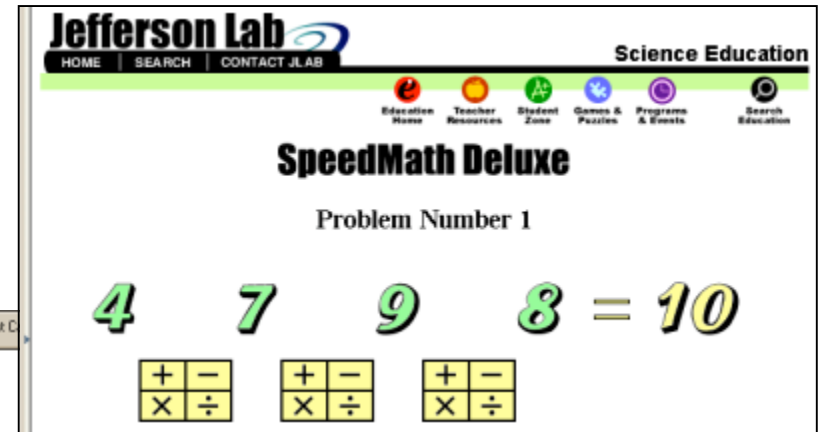 Jefferson Lab
HOME | SEARCH | CONTACT JLAB
Science Education
Education Home
Teacher Resources
Student Zone
Games & Puzzles
Programs & Events
Search Education
SpeedMath Deluxe
Problem Number 1
4 7 9 8 = 10
+ − + − + −
× ÷ × ÷ × ÷